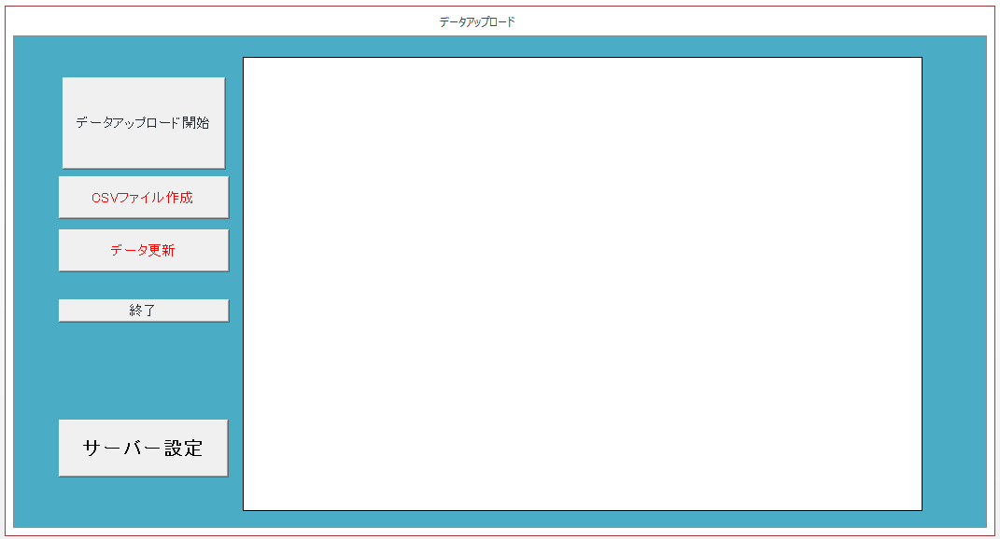 データアップロード
データアップロード開始
CSVファイル作成
データ更新
終了
サーバー設定